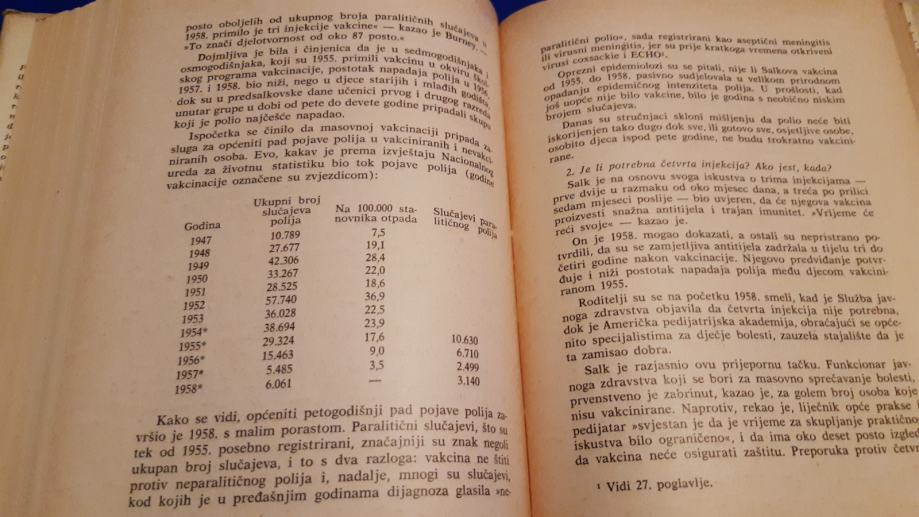 posto oboljelih od ukupnog broja paralitičnih slučajeva u
1958. primilo je tri injekcije vakcine« — kazao je Burney. —
»To znači djelotvornost od oko 87 posto.«
Dojmljiva je bila i činjenica da je u sedmogodišnjaka i
osmogodišnjaka, koji su 1955. primili vakcinu u okviru
skog programa vakcinacije, postotak napadaja polija u 1956
1957. i 1958. bio niži, nego u djece starijih i mlađih godišta,
dok su u predsalkovske dane učenici prvog i drugog razreda
unutar grupe u dobi od pete do devete godine pripadali skupu
koji je polio najčešće napadao.
Ispočetka se činilo da masovnoj vakcinaciji pripada za-
sluga za općeniti pad pojave polija u vakciniranih i nevakci-
niranih osoba. Evo, kakav je prema izvještaju Nacionalnog
ureda za životnu statistiku bio tok pojave polija (godine
vakcinacije označene su zvjezdicom):
Godina Ukupni broj slučajeva polija Na 100.000 sta-novnika otpada Slučajevi para-litičnog polija
1947 10.789 7,5
1948 27.677 19,1
1949 42.306 28,4
1950 33.267 22,0
1951 28.525 18,6
1952 57.740 36,9
1953 36.028 22,5
1954* 38.694 23,9
1955* 29.324 17,6 10.630
1956* 15.463 9,0 6.710
1957* 5.485 3,5 2.499
1958* 6.061 — 3.140
Kako se vidi, općeniti petogodišnji pad pojave polija za-
vršio je 1958. s malim porastom. Paralitični slučajevi, što su
tek od 1955. posebno registrirani, značajniji su znak negoli
ukupan broj slučajeva, i to s dva razloga: vakcina ne štiti
protiv neparalitičnog polija i, nadalje, mnogi su slučajevi,
kod kojih je u pređašnjim godinama dijagnoza glasila »ne-
paralitični polio«, sada registrirani kao aseptični meningitis
ili virusni meningitis, jer su prije kratkoga vremena otkriveni
virusi coxsackie i ECHO¹.
Oprezni epidemiolozi su se pitali, nije li Salkova vakcina
od 1955. do 1958. pasivno sudjelovala u velikom prirodnom
opadanju epidemičnog intenziteta polija. U prošlosti, kad
još uopće nije bilo vakcine, bilo je godina s neobično niskim
brojem slučajeva.
Danas su stručnjaci skloni mišljenju da polio neće biti
iskorijenjen tako dugo dok sve, ili gotovo sve, osjetljive osobe,
osobito djeca ispod pete godine, ne budu trokratno vakcini-
rane.
2. Je li potrebna četvrta injekcija? Ako jest, kada?
Salk je na osnovu svoga iskustva o trima injekcijama —
prve dvije u razmaku od oko mjesec dana, a treća po prilici
sedam mjeseci poslije — bio uvjeren, da će njegova vakcina
proizvesti snažna antitijela i trajan imunitet. »Vrijeme će
reći svoje« — kazao je.
On je 1958. mogao dokazati, a ostali su nepristrano po-
tvrdili, da su se zamjetljiva antitijela zadržala u tijelu tri do
četiri godine nakon vakcinacije. Njegovo predviđanje potvr-
đuje i niži postotak napadaja polija među djecom vakcini-
ranom 1955.
Roditelji su se na početku 1958. smeli, kad je Služba jav-
noga zdravstva objavila da četvrta injekcija nije potrebna,
dok je Američka pedijatrijska akademija, obraćajući se opće-
nito specijalistima za dječje bolesti, zauzela stajalište da je
ta zamisao dobra.
Salk je razjasnio ovu prijepornu tačku. Funkcionar jav-
noga zdravstva koji se bori za masovno sprečavanje bolesti,
prvenstveno je zabrinut, kazao je, za golem broj osoba koje
nisu vakcinirane. Naprotiv, rekao je, liječnik opće prakse i
pedijatar »svjestan je da je vrijeme za skupljanje praktično
iskustva bilo ograničeno«, i da ima oko deset posto izgled
da vakcina neće osigurati zaštitu. Preporuka protiv četvr
¹ Vidi 27. poglavlje.